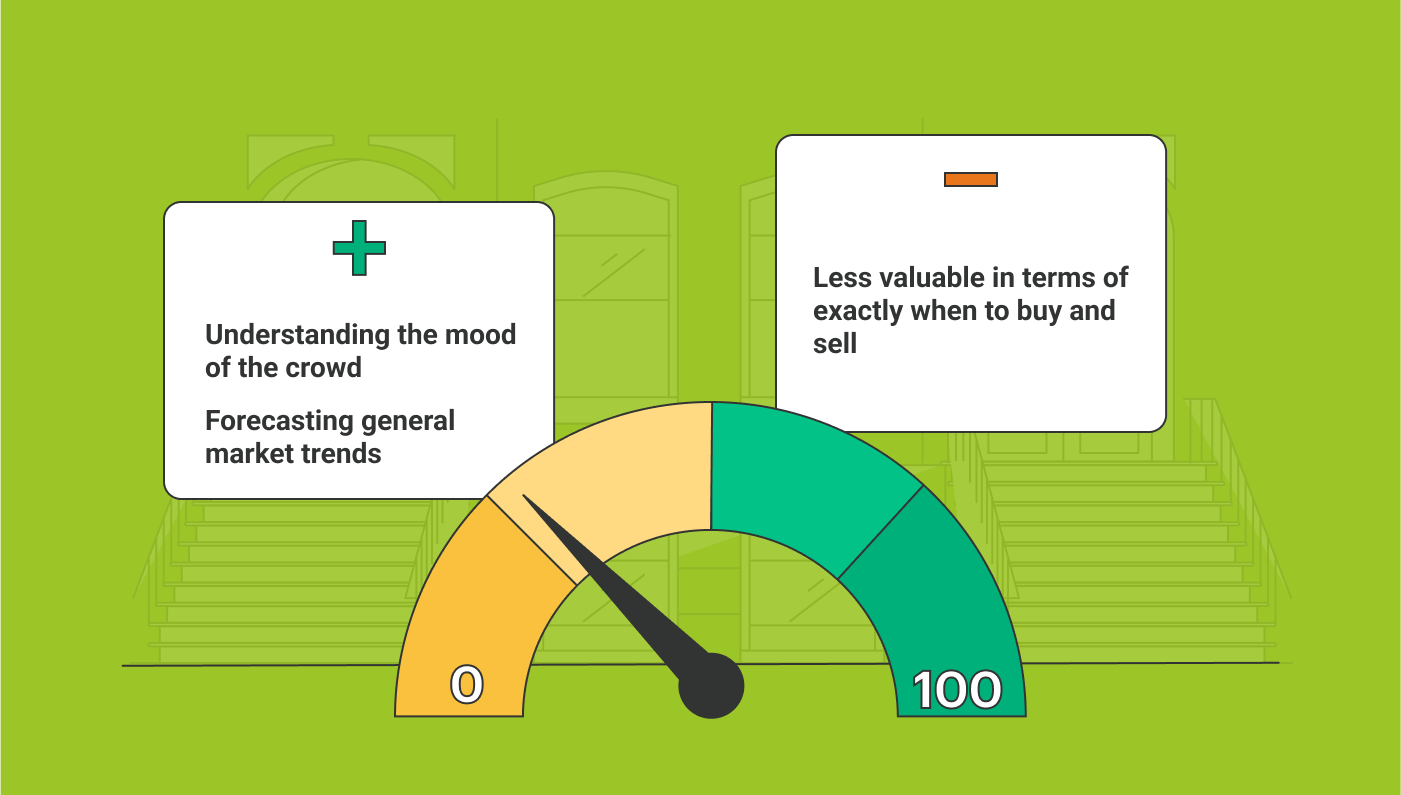 Understanding the mood
of the crowd
Forecasting general
market trends
Less valuable in terms of
exactly when to buy and
sell
0
100